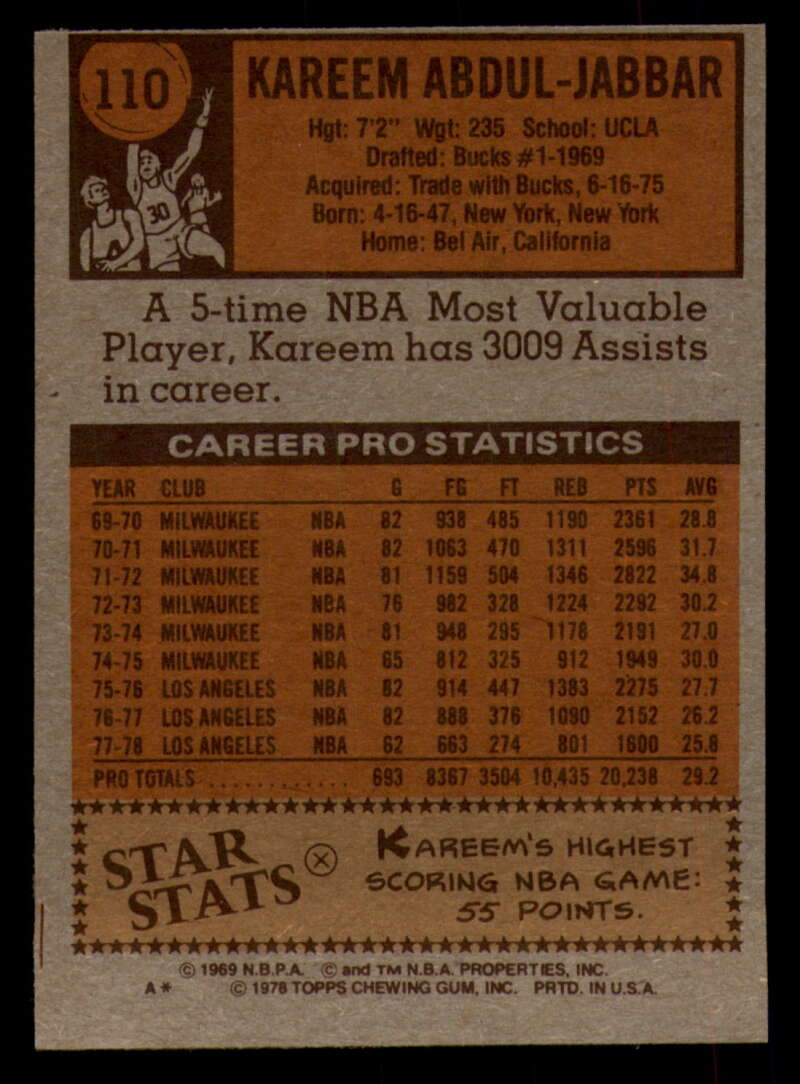 110
KAREEM ABDUL-JABBAR
Hgt: 7'2" Wgt: 235 School: UCLA
Drafted: Bucks #1-1969
Acquired: Trade with Bucks, 6-16-75
Born: 4-16-47, New York, New York
Home: Bel Air, California
30
A 5-time NBA Most Valuable
Player, Kareem has 3009 Assists
in career.
CAREER PRO STATISTICS
YEAR CLUB G FG FT REB PTS AVG
69-70 MILWAUKEE NBA 82 938 485 1190 2361 28.8
70-71 MILWAUKEE NBA 82 1063 470 1311 2596 31.7
71-72 MILWAUKEE NBA 81 1159 504 1346 2822 34.8
72-73 MILWAUKEE NBA 76 982 328 1224 2292 30.2
73-74 MILWAUKEE NBA 81 948 295 1178 2191 27.0
74-75 MILWAUKEE NBA 65 812 325 912 1949 30.0
75-76 LOS ANGELES NBA 82 914 447 1383 2275 27.7
76-77 LOS ANGELES NBA 82 888 376 1090 2152 26.2
77-78 LOS ANGELES NBA 62 663 274 801 1600 25.8
PRO TOTALS ............. 693 8367 3504 10,435 20,238 29.2
STAR
STATS
KAREEM'S HIGHEST
SCORING NBA GAME:
55 POINTS.
© 1969 N.B.P.A. © and TM N.B.A. PROPERTIES, INC.
A* © 1978 TOPPS CHEWING GUM, INC. PRTD. IN U.S.A.